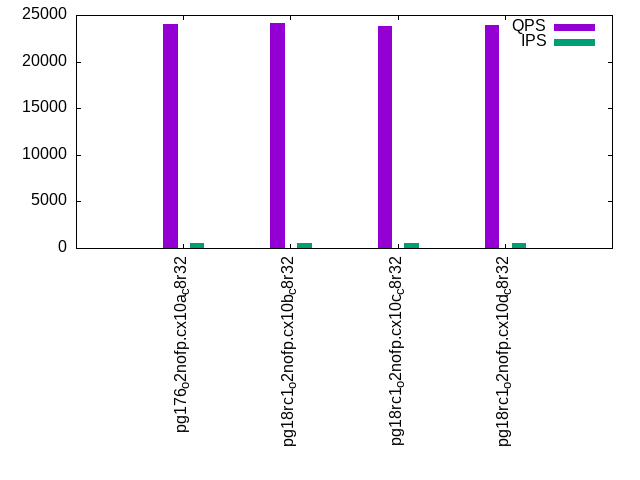 25000
20000
15000
10000
5000
0
QPS
IPS
pg176o2nofp.cx10ac8r32
pg18rc1o2nofp.cx10bc8r32
pg18rc1o2nofp.cx10cc8r32
pg18rc1o2nofp.cx10dc8r32